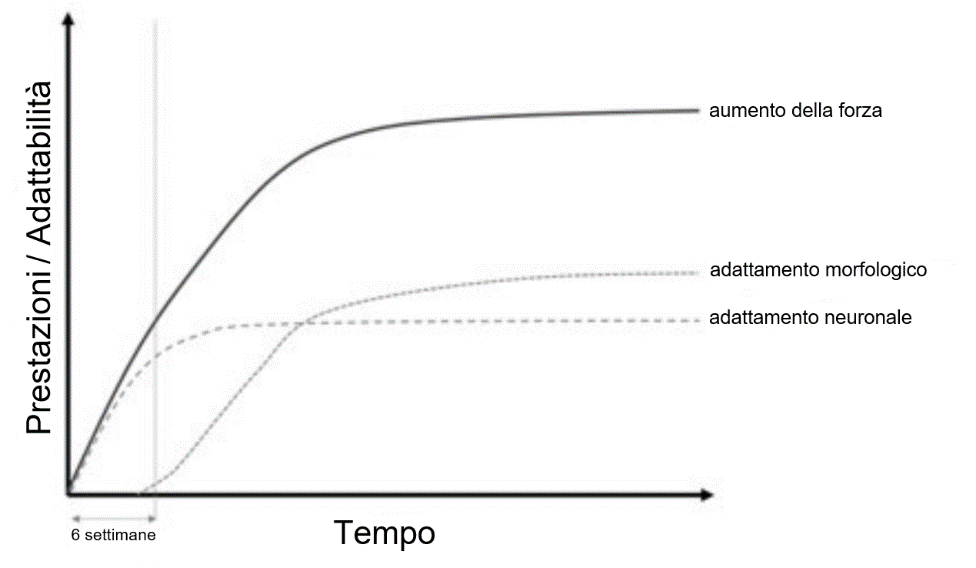 Prestazioni / Adattabilità
aumento della forza
adattamento morfologico
adattamento neuronale
6 settimane
Tempo